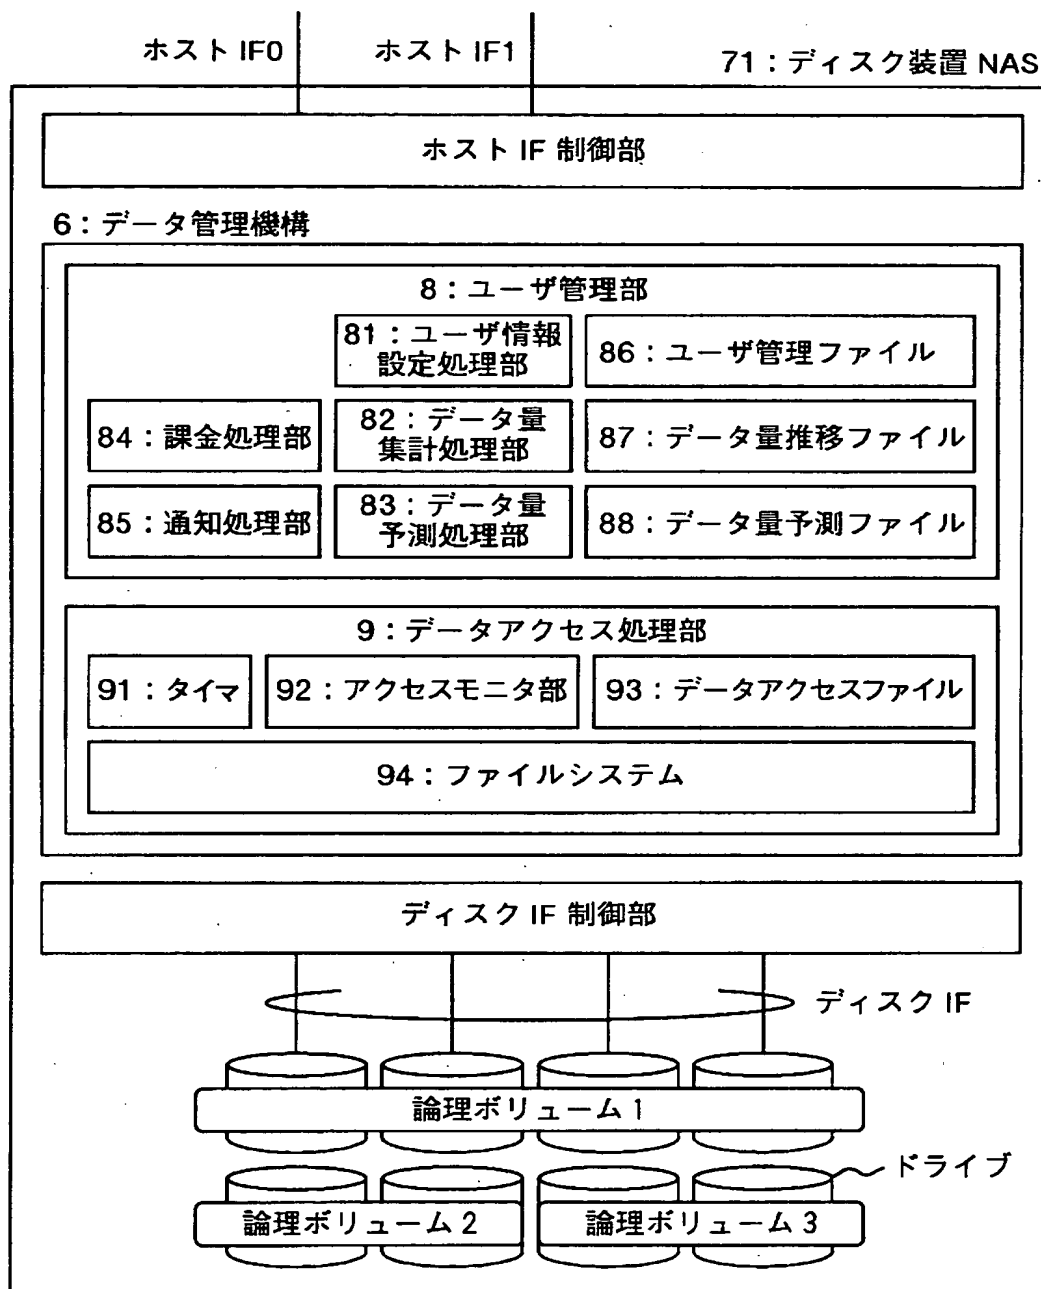 ホスト IF0
ホスト IF1
71：ディスク装置 NAS
ホスト IF 制御部
6：データ管理機構
8：ユーザ管理部
81：ユーザ情報
設定処理部
86：ユーザ管理ファイル
84：課金処理部
82：データ量
集計処理部
87：データ量推移ファイル
85：通知処理部
83：データ量
予測処理部
88：データ量予測ファイル
9：データアクセス処理部
91：タイマ
92：アクセスモニタ部
93：データアクセスファイル
94：ファイルシステム
ディスク IF 制御部
ディスク IF
論理ボリューム 1
ドライブ
論理ボリューム 2
論理ボリューム 3